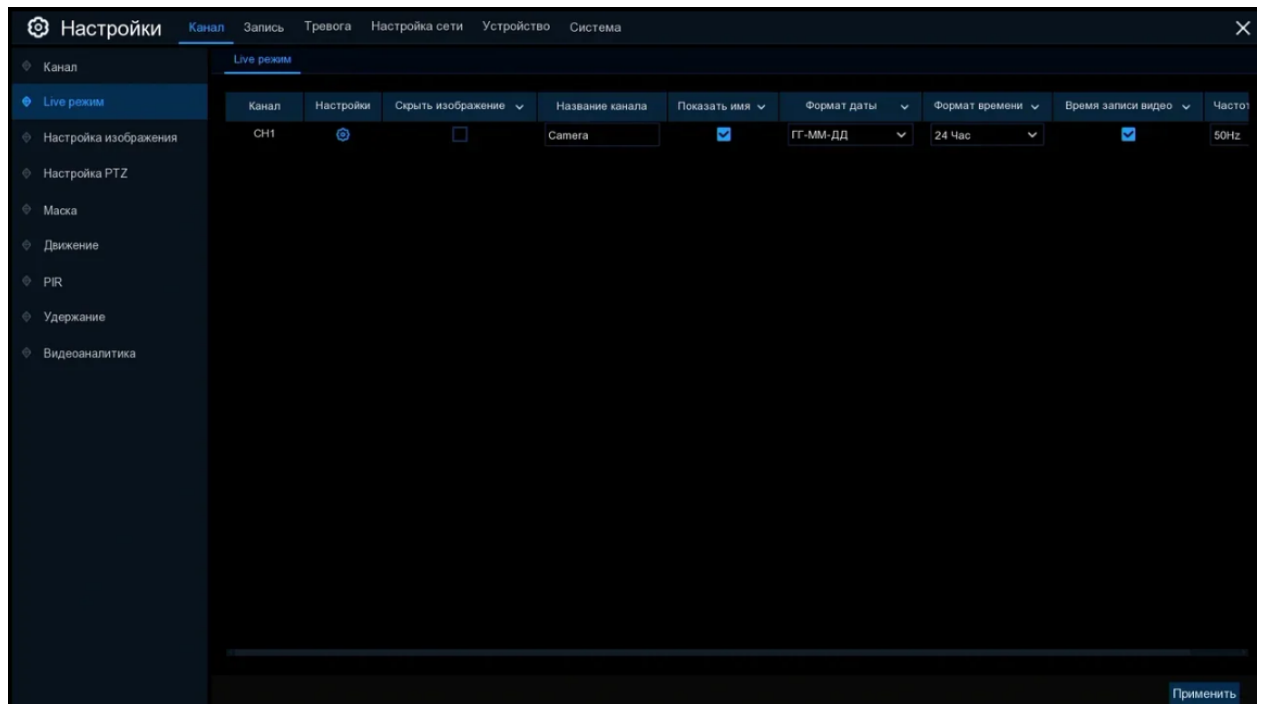 Настройки Канал Запись Тревога Настройка сети Устройство Система
Канал
Live режим
Настройка изображения
Настройка PTZ
Маска
Движение
PIR
Удержание
Видеоаналитика
Live режим
Канал Настройки Скрыть изображение Название канала Показать имя Формат даты Формат времени Время записи видео Частот
CH1 Camera ГГ-ММ-ДД 24 Час 50Hz
Применить